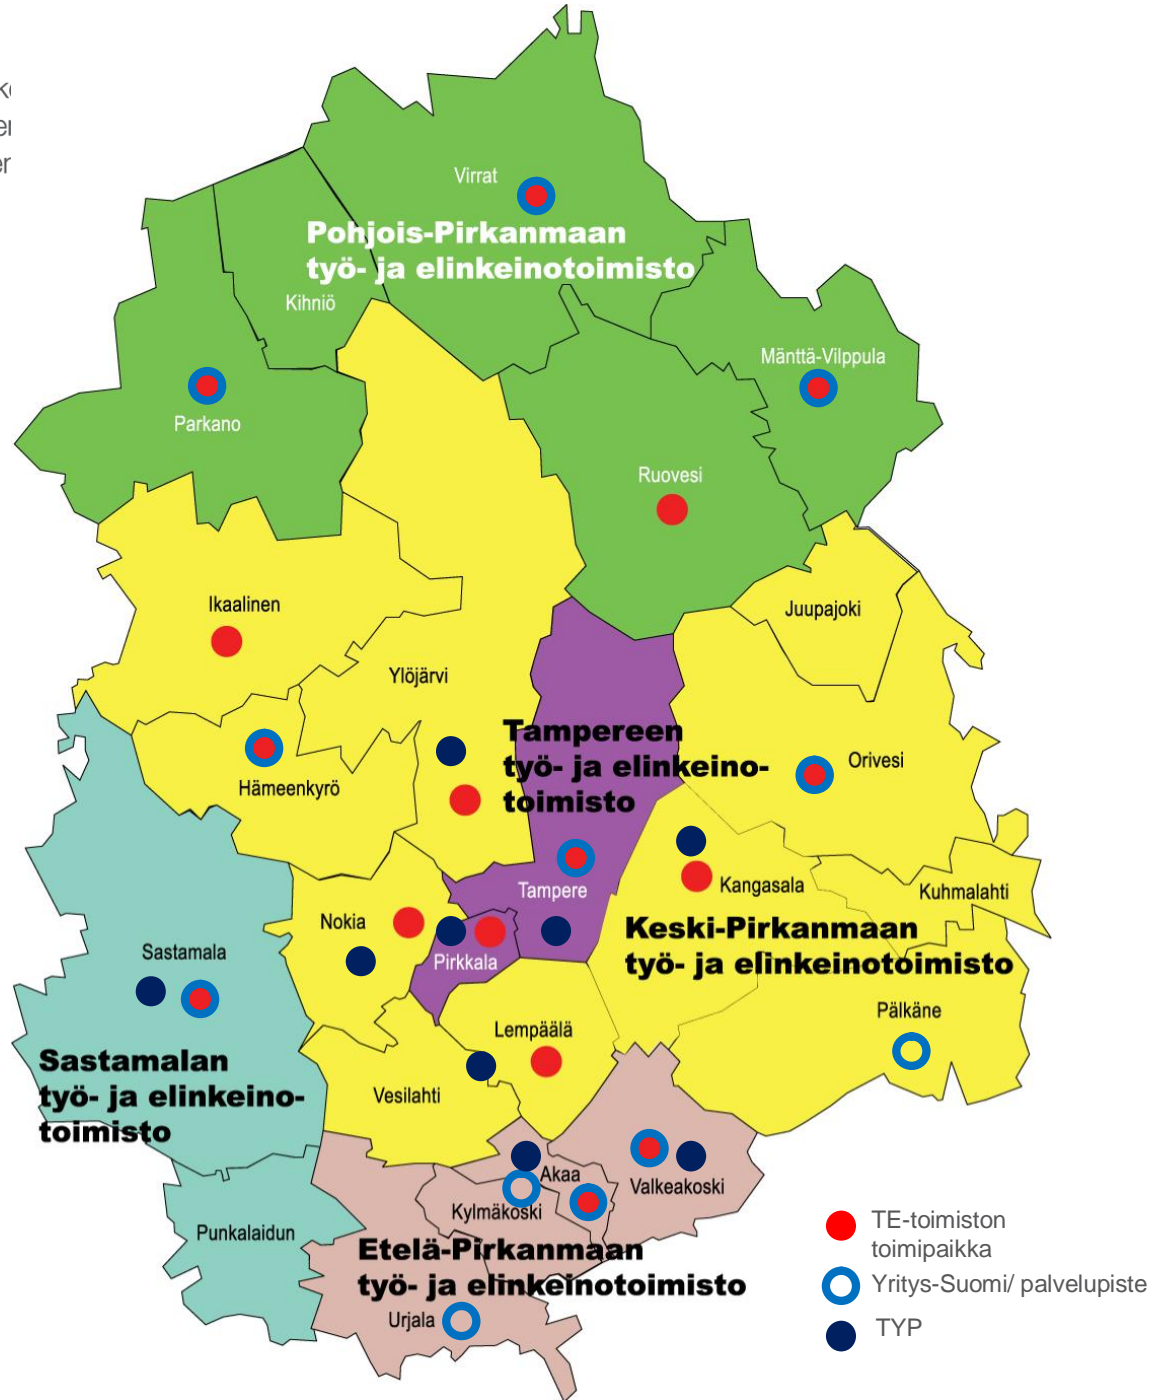 Virrat
Pohjois-Pirkanmaan
työ- ja elinkeinotoimisto
Kihniö
Mänttä-Vilppula
Parkano
Ruovesi
Ikaalinen
Juupajoki
Ylöjärvi
Tampereen
työ- ja elinkeino-
toimisto
Orivesi
Hämeenkyrö
Tampere
Kangasala
Kuhmalahti
Nokia
Keski-Pirkanmaan
työ- ja elinkeinotoimisto
Sastamala
Pirkkala
Pälkäne
Lempäälä
Sastamalan
työ- ja elinkeino-
toimisto
Vesilahti
Akaa
Valkeakoski
Kylmäkoski
Punkalaidun
Etelä-Pirkanmaan
työ- ja elinkeinotoimisto
Urjala
TE-toimiston
toimipaikka
Yritys-Suomi/ palvelupiste
TYP